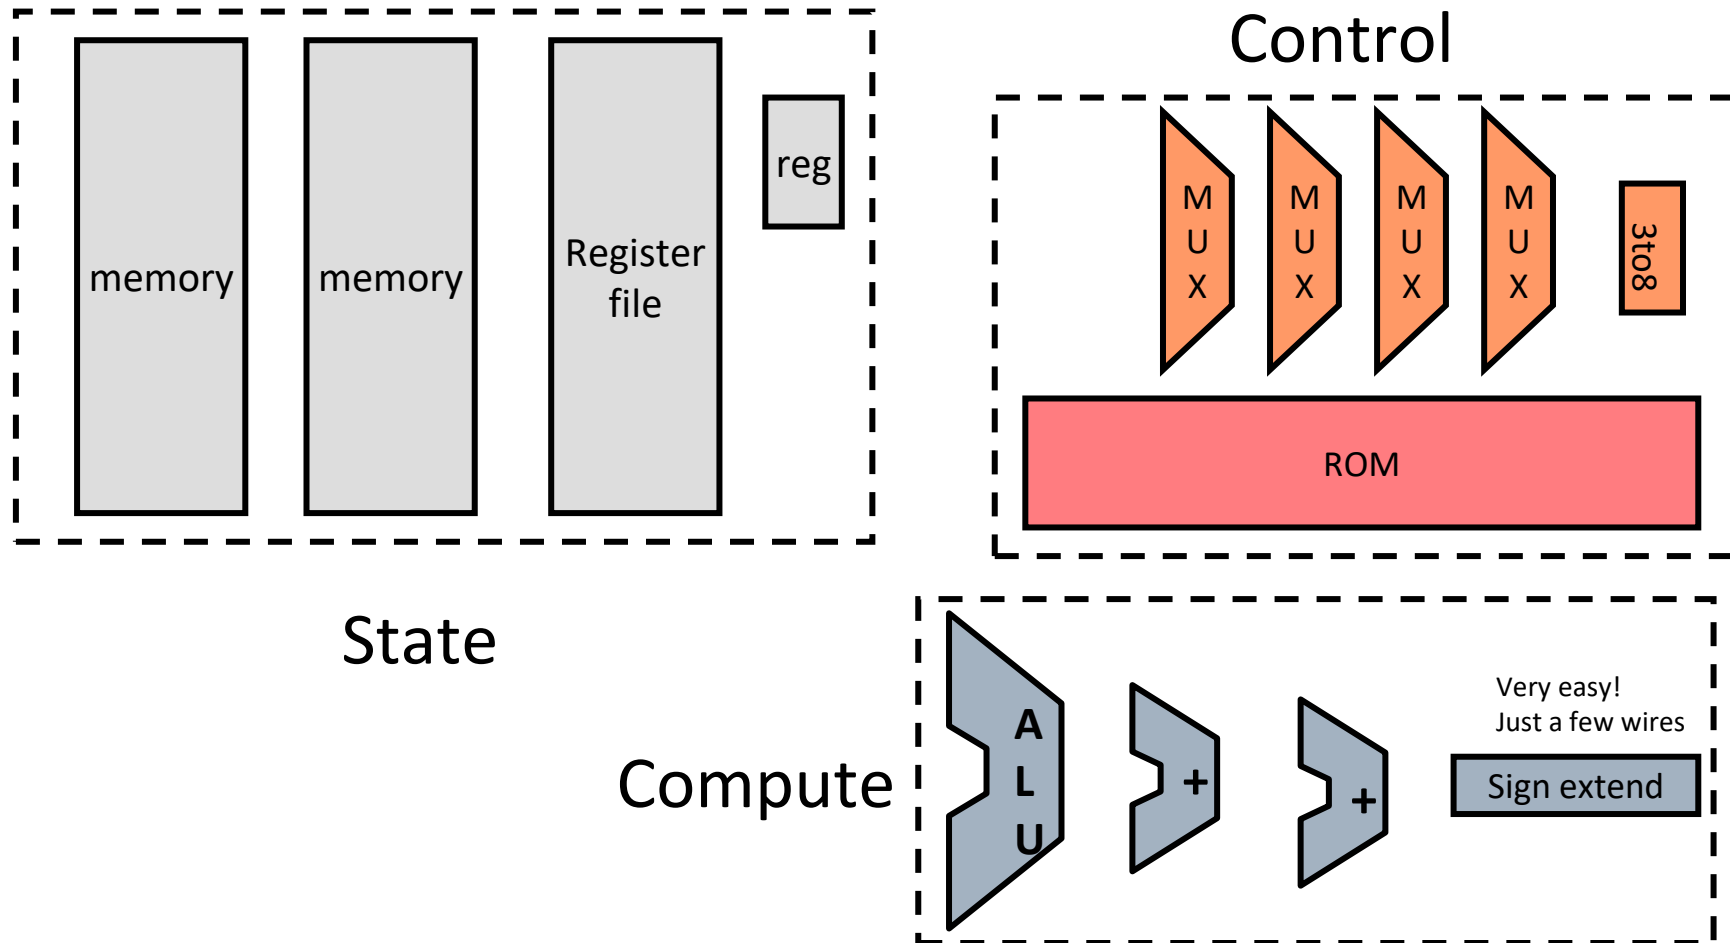 Control
memory
memory
Register
file
reg
M
U
X
M
U
X
M
U
X
M
U
X
3to8
ROM
State
Compute
A
L
U
+
+
Very easy!
Just a few wires
Sign extend